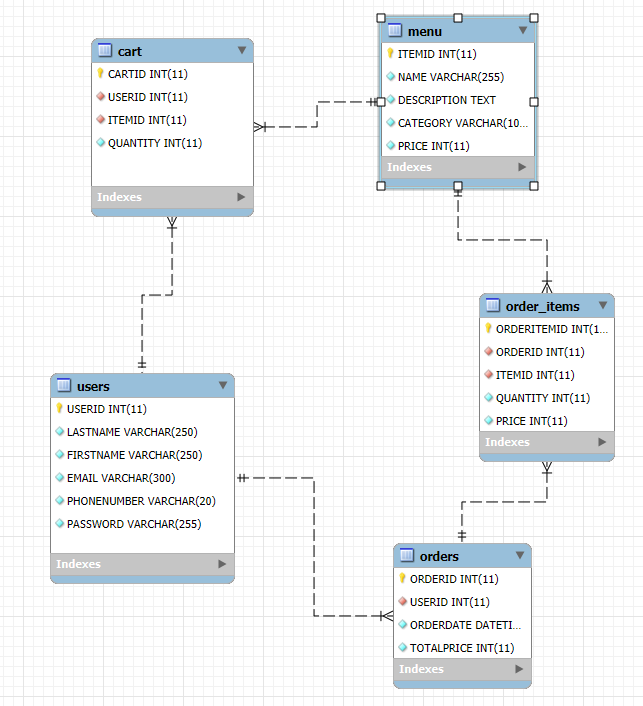 cart
CARTID INT(11)
USERID INT(11)
ITEMID INT(11)
QUANTITY INT(11)
Indexes
menu
ITEMID INT(11)
NAME VARCHAR(255)
DESCRIPTION TEXT
CATEGORY VARCHAR(10...
PRICE INT(11)
Indexes
order_items
ORDERITEMID INT(1...
ORDERID INT(11)
ITEMID INT(11)
QUANTITY INT(11)
PRICE INT(11)
Indexes
users
USERID INT(11)
LASTNAME VARCHAR(250)
FIRSTNAME VARCHAR(250)
EMAIL VARCHAR(300)
PHONENUMBER VARCHAR(20)
PASSWORD VARCHAR(255)
Indexes
orders
ORDERID INT(11)
USERID INT(11)
ORDERDATE DATETI...
TOTALPRICE INT(11)
Indexes